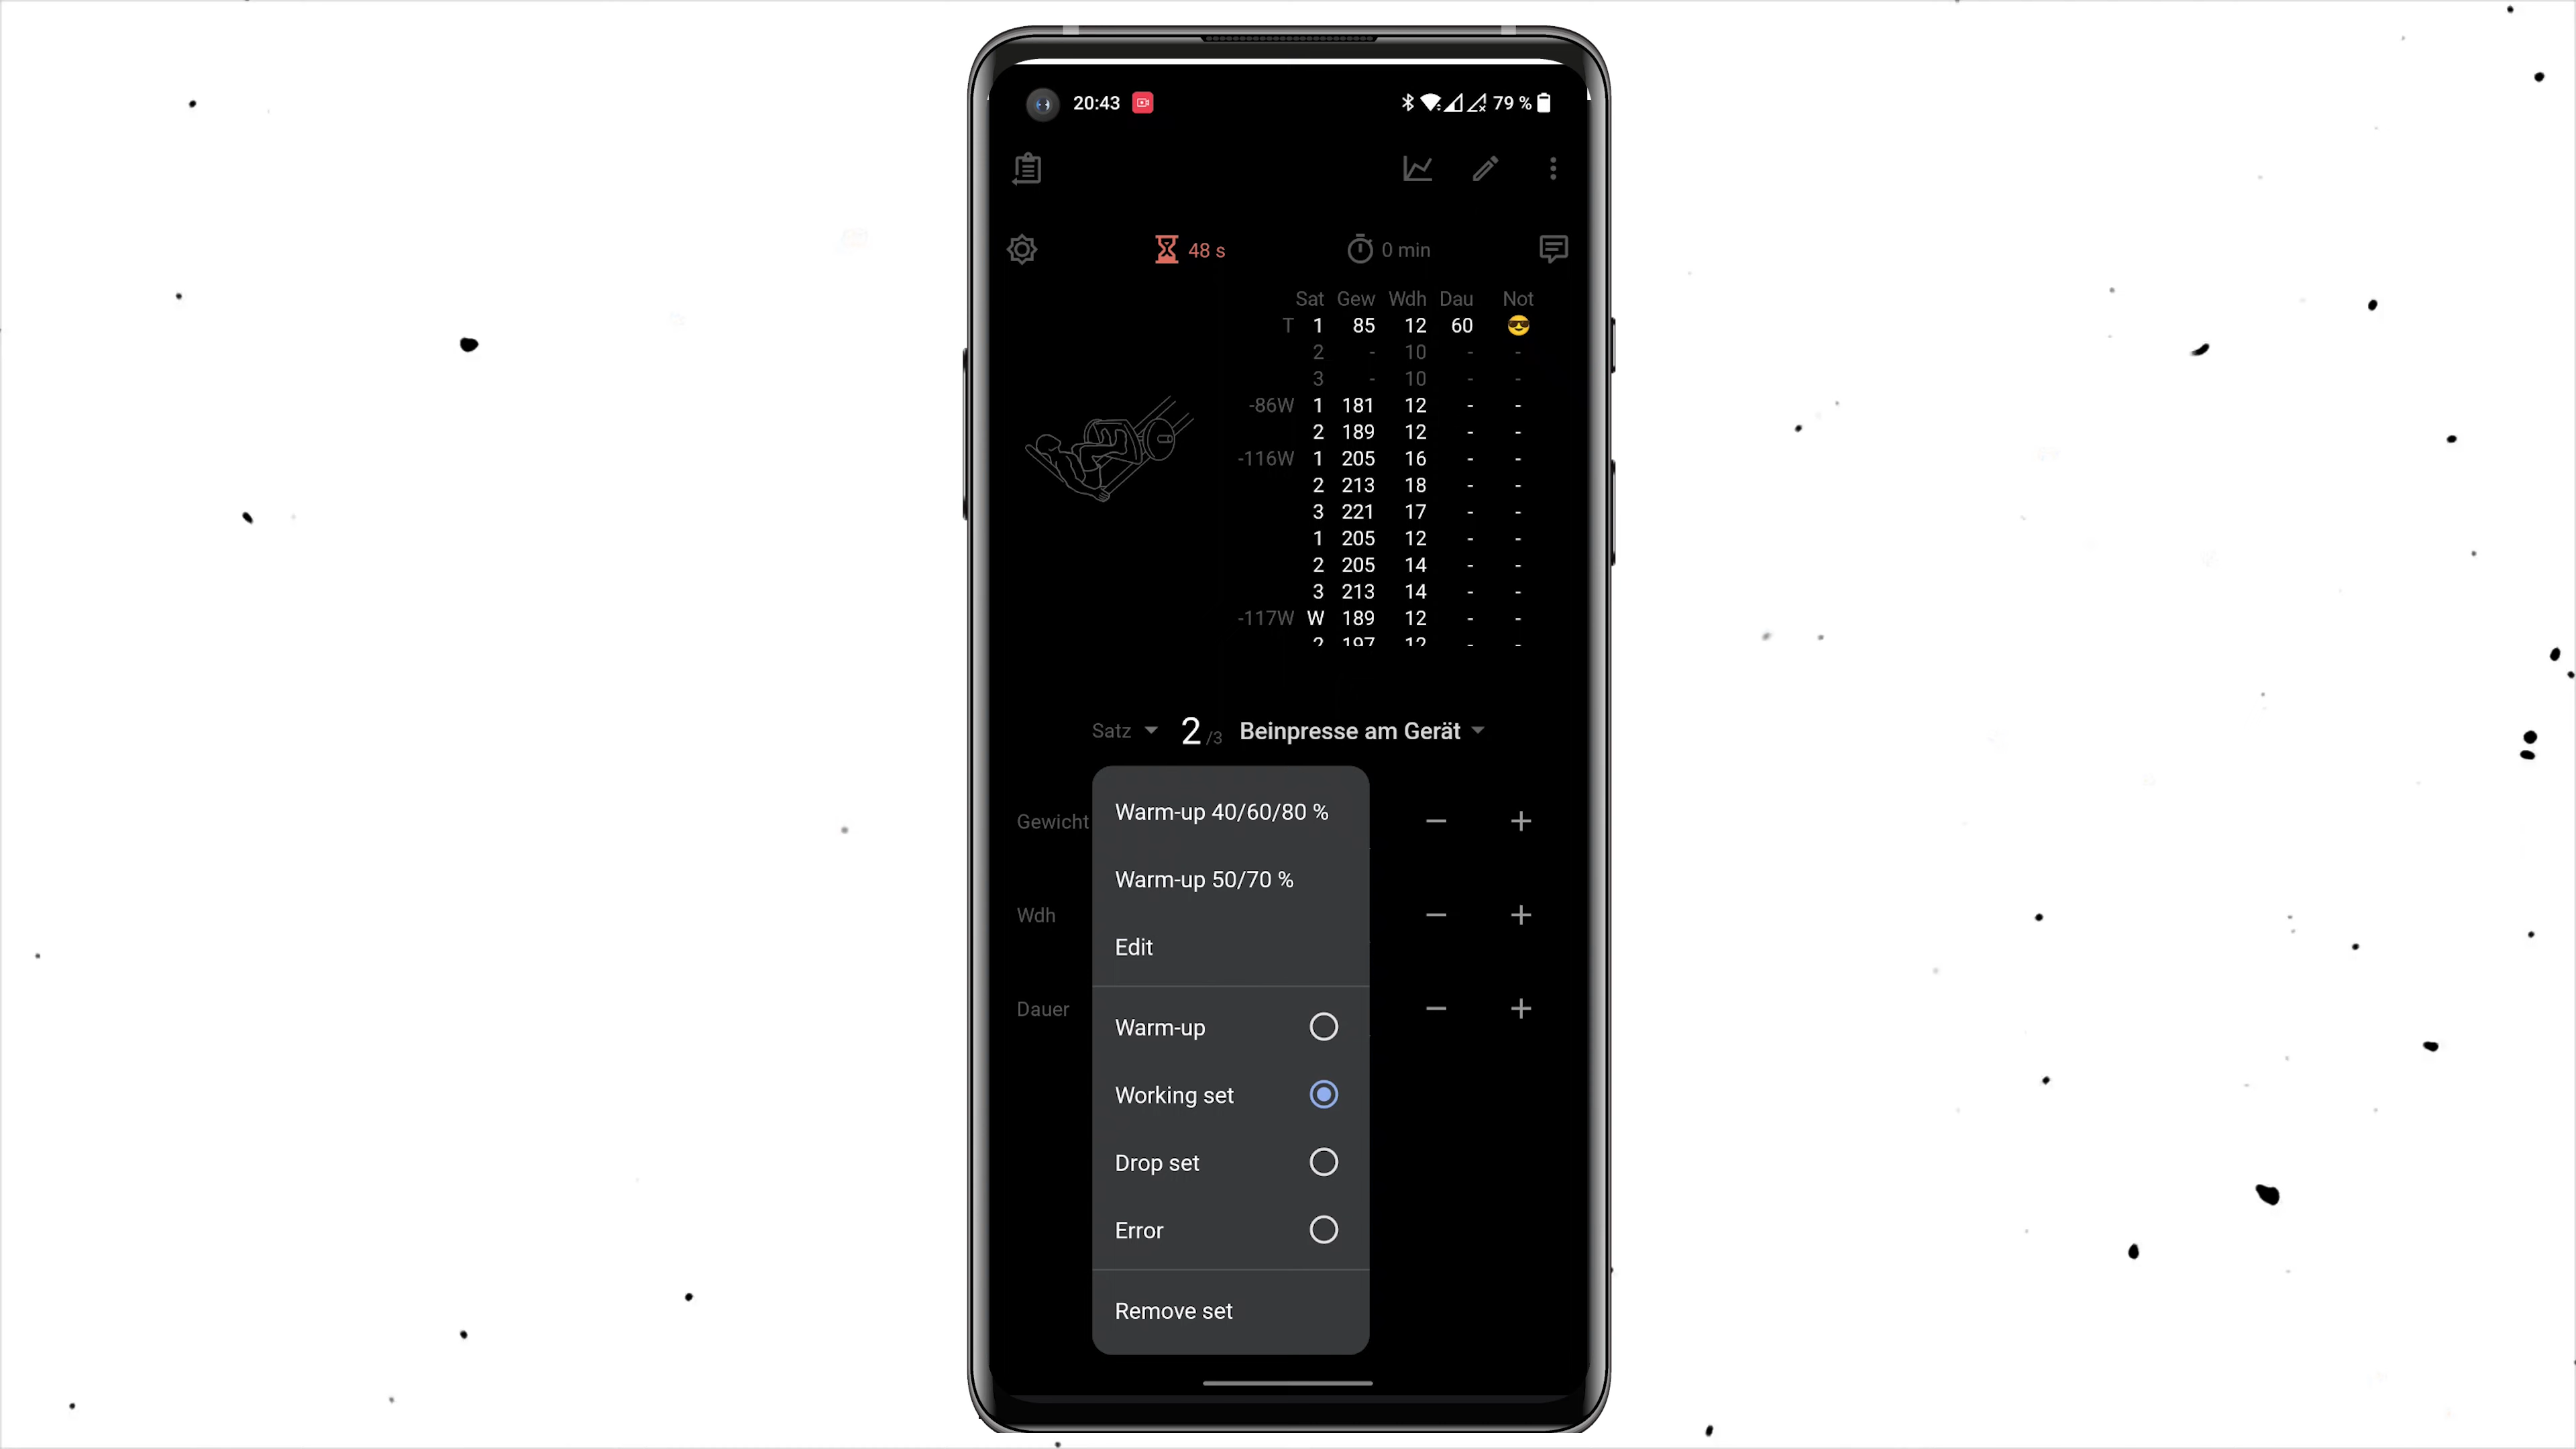 20:43 79 %
48 s 0 min
Sat Gew Wdh Dau Not
T 1 85 12 60 😎
2 - 10 - -
3 - 10 - -
-86W 1 181 12 - -
2 189 12 - -
-116W 1 205 16 - -
2 213 18 - -
3 221 17 - -
1 205 12 - -
2 205 14 - -
3 213 14 - -
-117W W 189 12 - -
2 197 12 - -
Satz 2 /3 Beinpresse am Gerät
Gewicht
Wdh
Dauer
Warm-up 40/60/80 %
Warm-up 50/70 %
Edit
Warm-up
Working set
Drop set
Error
Remove set